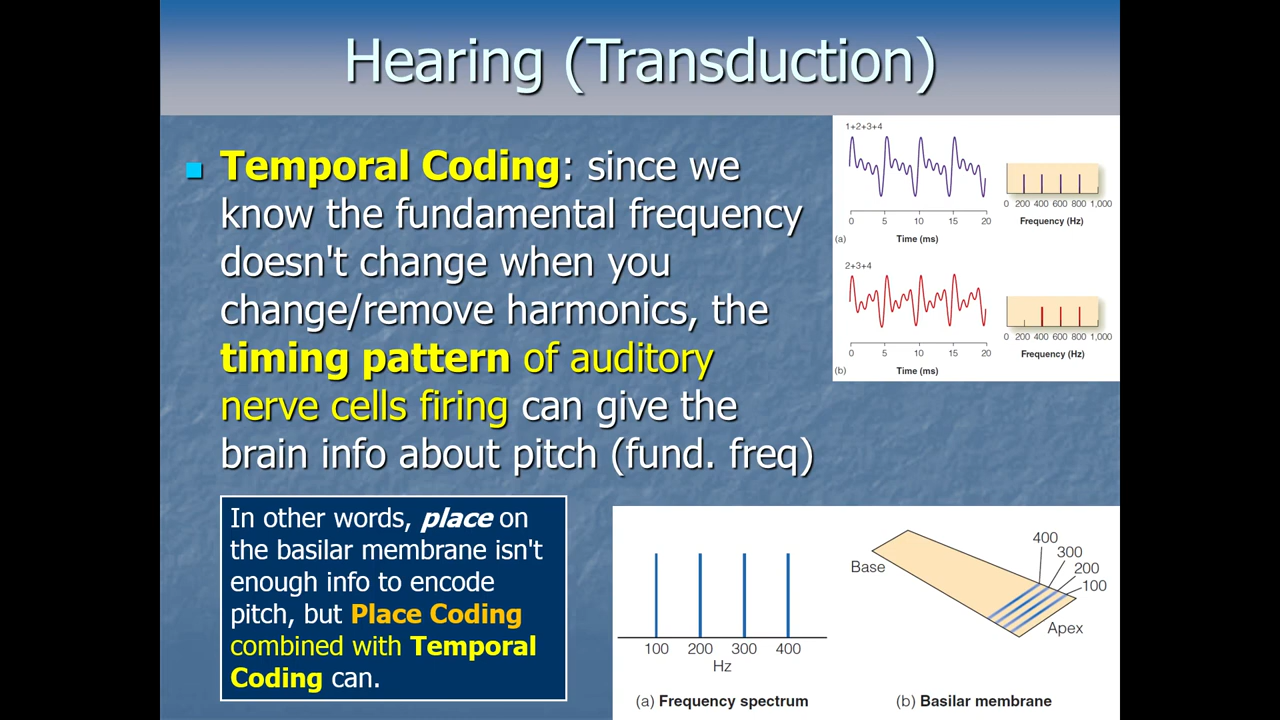 Hearing (Transduction)
Temporal Coding: since we
know the fundamental frequency
doesn't change when you
change/remove harmonics, the
timing pattern of auditory
nerve cells firing can give the
brain info about pitch (fund. freq)
In other words, place on
the basilar membrane isn't
enough info to encode
pitch, but Place Coding
combined with Temporal
Coding can.
1+2+3+4
0 5 10 15 20
(a) Time (ms)
0 200 400 600 800 1,000
Frequency (Hz)
2+3+4
0 5 10 15 20
(b) Time (ms)
0 200 400 600 800 1,000
Frequency (Hz)
100 200 300 400
Hz
(a) Frequency spectrum
400
300
200
100
Base
Apex
(b) Basilar membrane